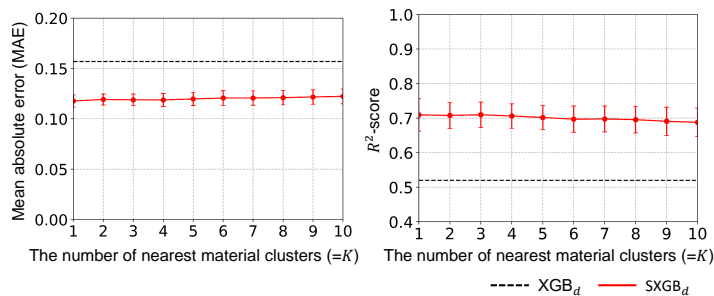 Mean absolute error (MAE)
0.20
0.15
0.10
0.05
0.00
1 2 3 4 5 6 7 8 9 10
The number of nearest material clusters (=K)
R²-score
1.0
0.9
0.8
0.7
0.6
0.5
0.4
1 2 3 4 5 6 7 8 9 10
The number of nearest material clusters (=K)
XGB_d SXGB_d